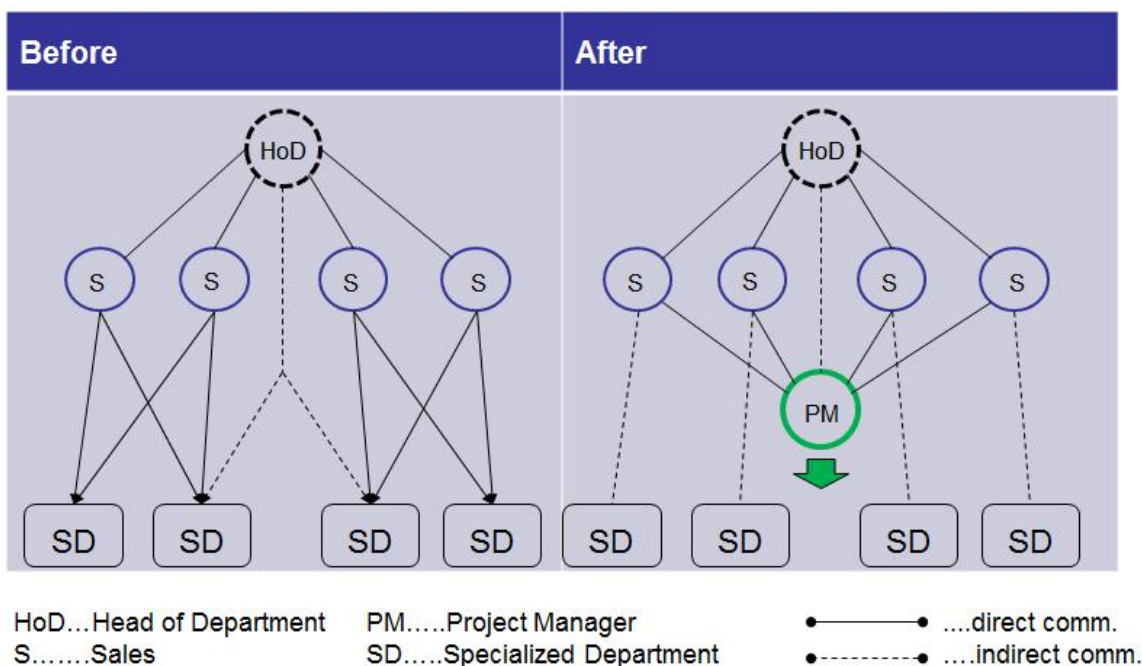 Before After
HoD HoD
S S S S S S S S
PM
SD SD SD SD SD SD SD SD
HoD...Head of Department PM.....Project Manager ....direct comm.
S.......Sales SD.....Specialized Department ....indirect comm.